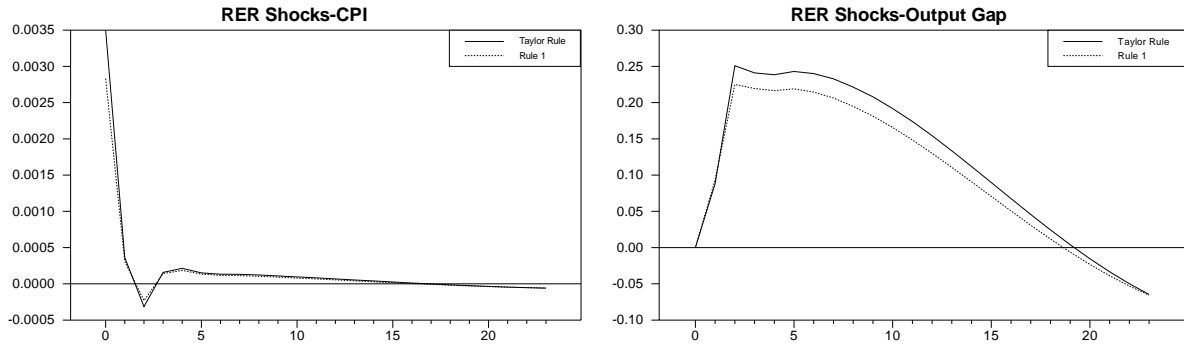 RER Shocks-CPI
0.0035
0.0030
0.0025
0.0020
0.0015
0.0010
0.0005
0.0000
-0.0005
0 5 10 15 20
Taylor Rule
Rule 1
RER Shocks-Output Gap
0.30
0.25
0.20
0.15
0.10
0.05
0.00
-0.05
-0.10
0 5 10 15 20
Taylor Rule
Rule 1